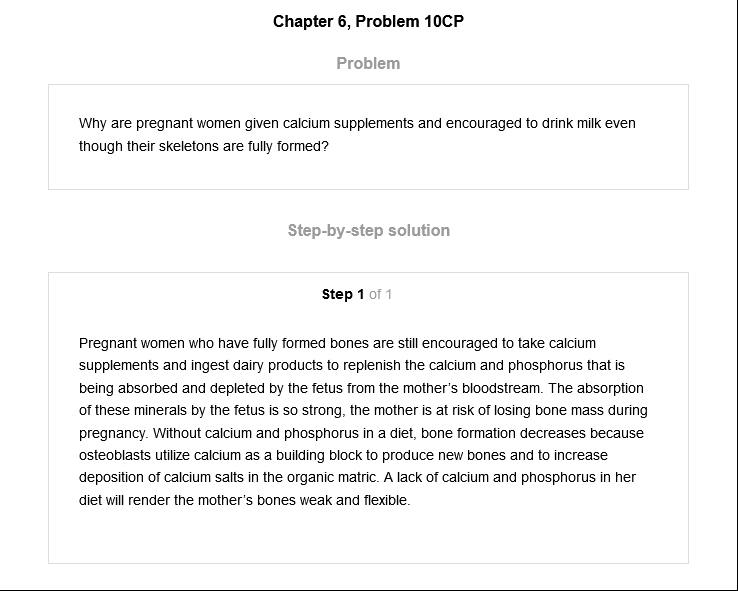 Chapter 6, Problem 10CP
Problem
Why are pregnant women given calcium supplements and encouraged to drink milk even
though their skeletons are fully formed?
Step-by-step solution
Step 1 of 1
Pregnant women who have fully formed bones are still encouraged to take calcium
supplements and ingest dairy products to replenish the calcium and phosphorus that is
being absorbed and depleted by the fetus from the mother's bloodstream. The absorption
of these minerals by the fetus is so strong, the mother is at risk of losing bone mass during
pregnancy. Without calcium and phosphorus in a diet, bone formation decreases because
osteoblasts utilize calcium as a building block to produce new bones and to increase
deposition of calcium salts in the organic matric. A lack of calcium and phosphorus in her
diet will render the mother's bones weak and flexible.